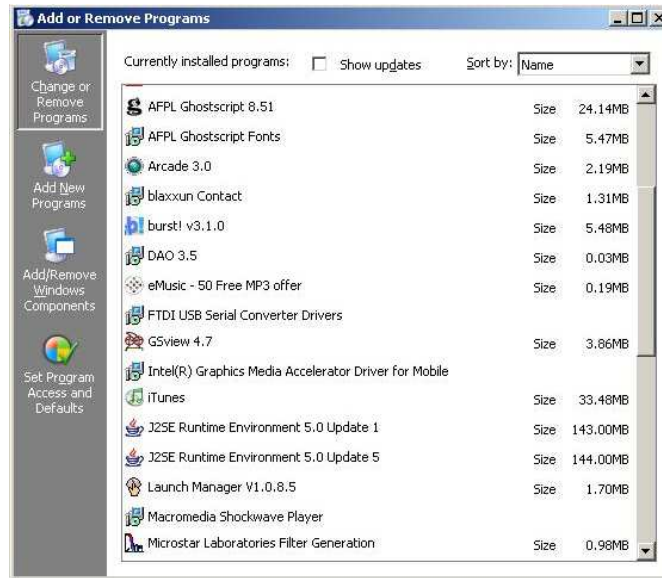 Add or Remove Programs
Change or
Remove
Programs
Add New
Programs
Add/Remove
Windows
Components
Set Program
Access and
Defaults
Currently installed programs: Show updates Sort by: Name
AFPL Ghostscript 8.51 Size 24.14MB
AFPL Ghostscript Fonts Size 5.47MB
Arcade 3.0 Size 2.19MB
blaxxun Contact Size 1.31MB
b! burst! v3.1.0 Size 5.48MB
DAO 3.5 Size 0.03MB
eMusic - 50 Free MP3 offer Size 0.19MB
FTDI USB Serial Converter Drivers
GSview 4.7 Size 3.86MB
Intel(R) Graphics Media Accelerator Driver for Mobile
iTunes Size 33.48MB
J2SE Runtime Environment 5.0 Update 1 Size 143.00MB
J2SE Runtime Environment 5.0 Update 5 Size 144.00MB
Launch Manager V1.0.8.5 Size 1.70MB
Macromedia Shockwave Player
Microstar Laboratories Filter Generation Size 0.98MB